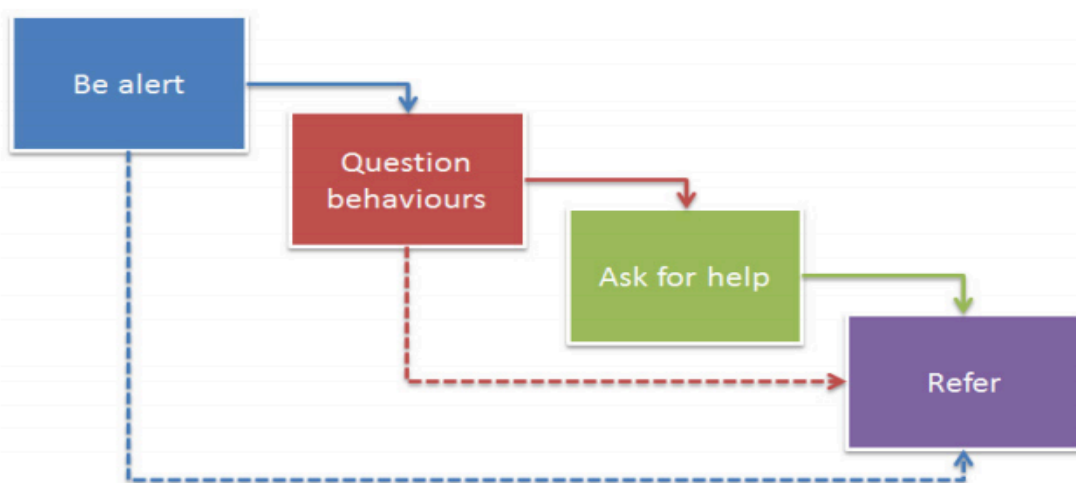 Be alert
Question
behaviours
Ask for help
Refer